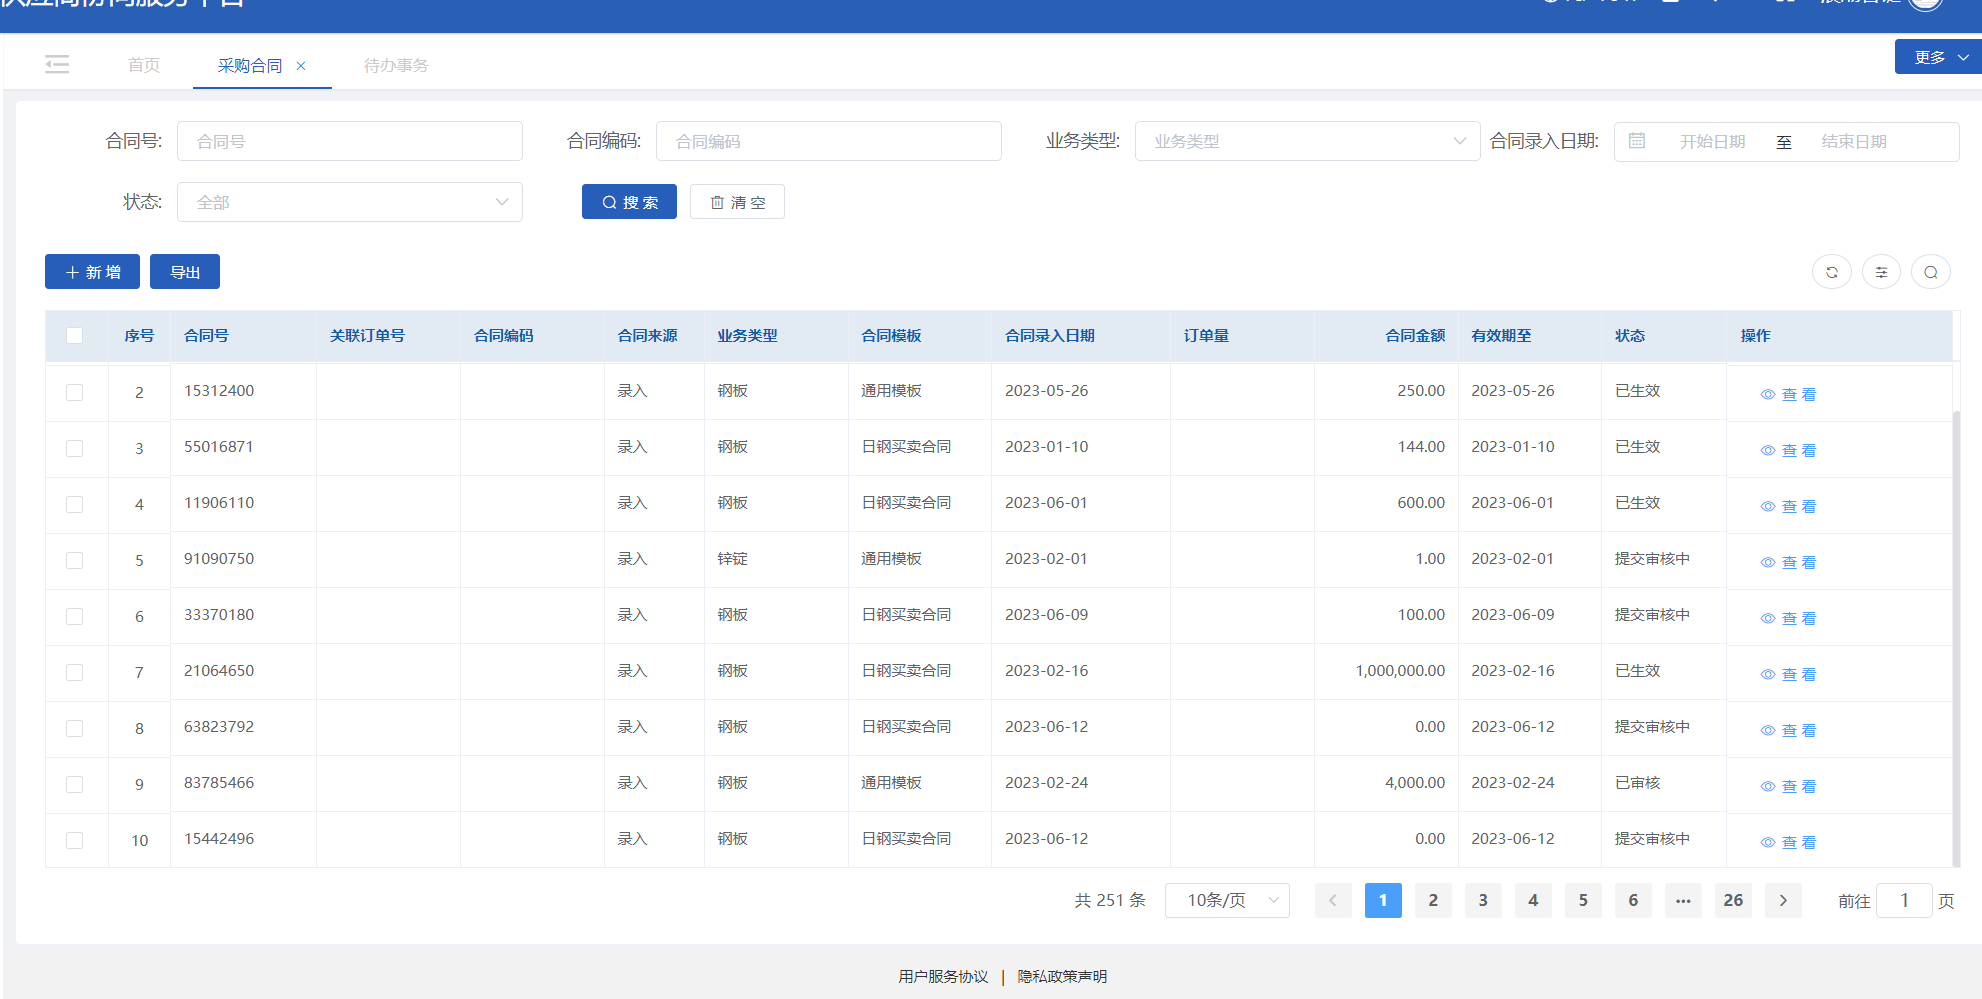 首页 采购合同 × 待办事务 更多
合同号: 合同号 合同编码: 合同编码 业务类型: 业务类型 合同录入日期: 开始日期 至 结束日期
状态: 全部 搜 索 清 空
+ 新 增 导出
序号 合同号 关联订单号 合同编码 合同来源 业务类型 合同模板 合同录入日期 订单量 合同金额 有效期至 状态 操作
2 15312400 录入 钢板 通用模板 2023-05-26 250.00 2023-05-26 已生效 查 看
3 55016871 录入 钢板 日钢买卖合同 2023-01-10 144.00 2023-01-10 已生效 查 看
4 11906110 录入 钢板 日钢买卖合同 2023-06-01 600.00 2023-06-01 已生效 查 看
5 91090750 录入 锌锭 通用模板 2023-02-01 1.00 2023-02-01 提交审核中 查 看
6 33370180 录入 钢板 日钢买卖合同 2023-06-09 100.00 2023-06-09 提交审核中 查 看
7 21064650 录入 钢板 日钢买卖合同 2023-02-16 1,000,000.00 2023-02-16 已生效 查 看
8 63823792 录入 钢板 日钢买卖合同 2023-06-12 0.00 2023-06-12 提交审核中 查 看
9 83785466 录入 钢板 通用模板 2023-02-24 4,000.00 2023-02-24 已审核 查 看
10 15442496 录入 钢板 日钢买卖合同 2023-06-12 0.00 2023-06-12 提交审核中 查 看
共 251 条 10条/页 < 1 2 3 4 5 6 ··· 26 > 前往 1 页
用户服务协议 | 隐私政策声明